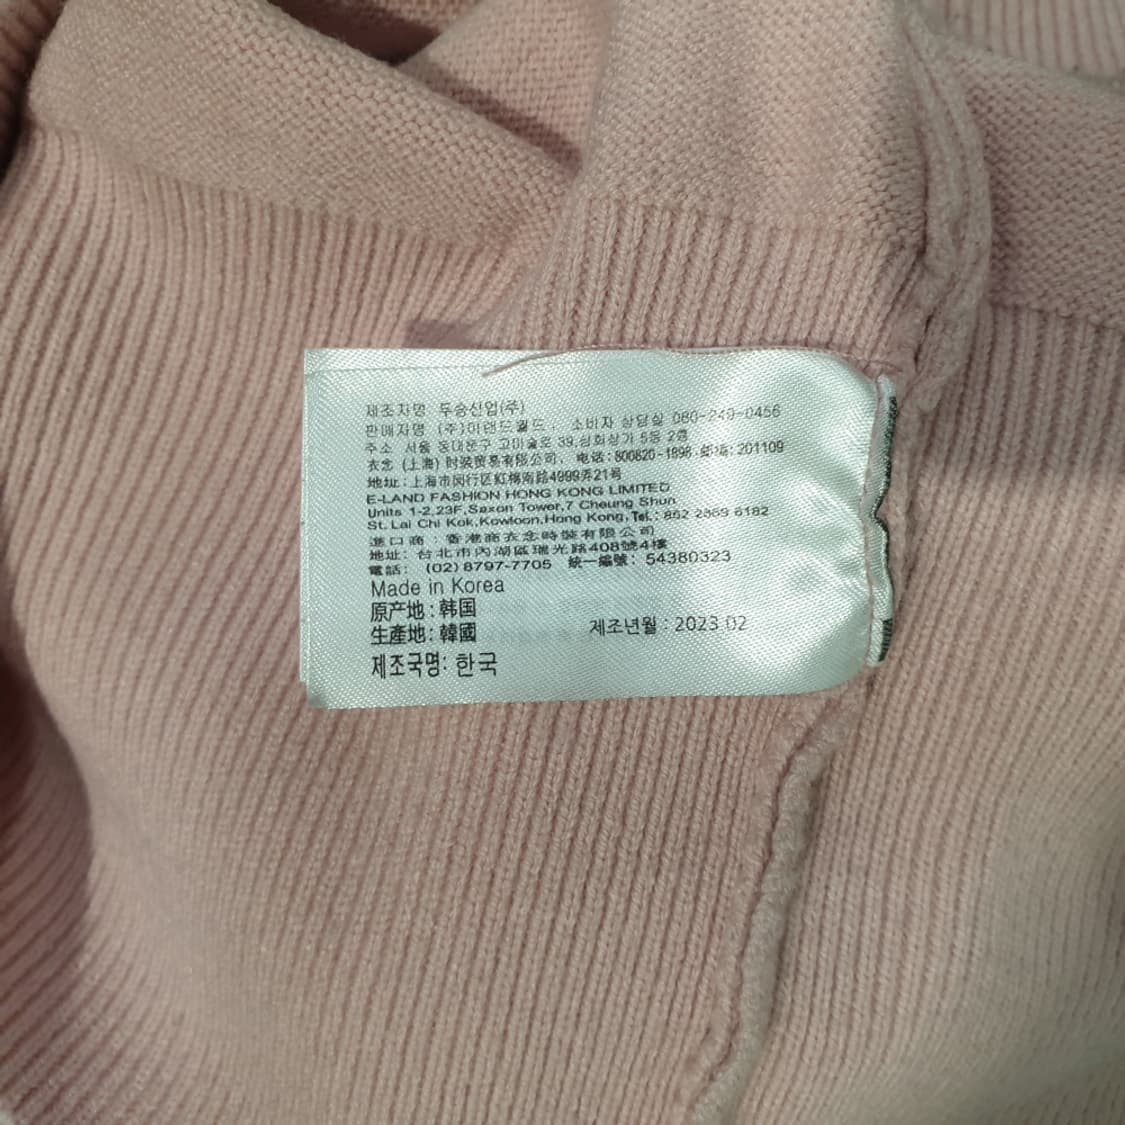 제조자명 두승산업(주)
판매자명 (주)이랜드월드, 소비자 상담실 080-240-0456
주소 서울 동대문구 고미술로 39,삼희상가 5동 2층
衣念 (上海) 时装贸易有限公司, 电话:800820-1898,邮编:201109
地址:上海市闵行区虹梅南路4999弄21号
E-LAND FASHION HONG KONG LIMITED
Units 1-2,23F,Saxon Tower,7 Cheung Shun
St. Lai Chi Kok,Kowloon,Hong Kong,Tel.: 852 2869 6182
進口商: 香港商衣念時裝有限公司
地址: 台北市內湖區瑞光路408號4樓
電話: (02)8797-7705 統一編號: 54380323
Made in Korea
原产地:韩国
生產地:韓國 제조년월:2023 02
제조국명:한국